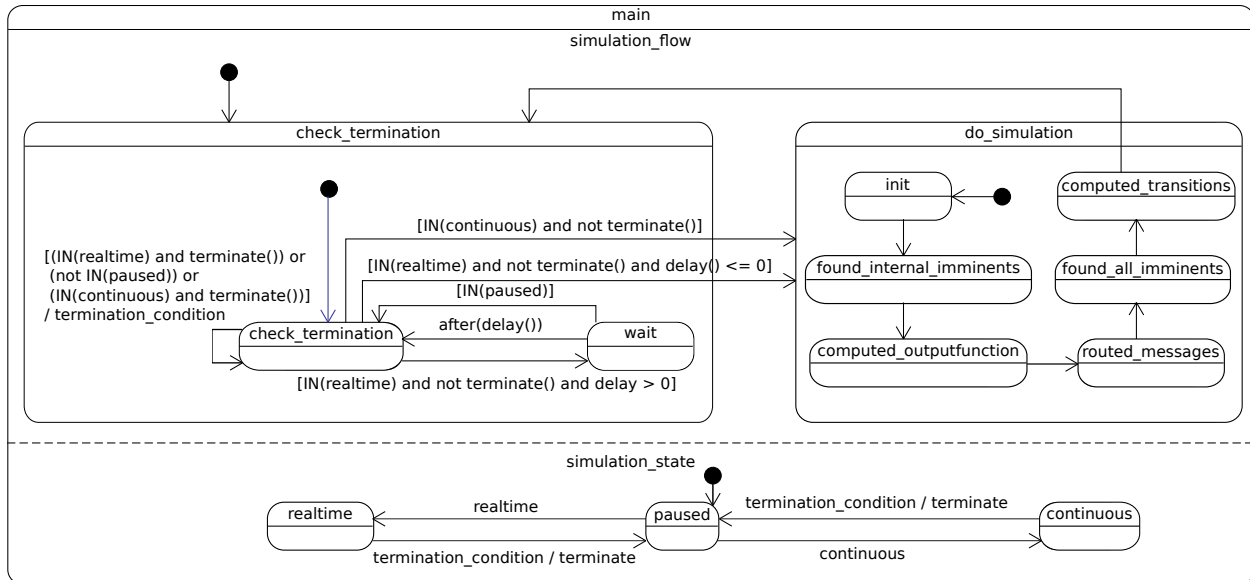 main
simulation_flow
check_termination
do_simulation
init
computed_transitions
[IN(continuous) and not terminate()]
[(IN(realtime) and terminate()) or
(not IN(paused)) or
(IN(continuous) and terminate())]
/ termination_condition
[IN(realtime) and not terminate() and delay() <= 0]
found_internal_imminents
found_all_imminents
[IN(paused)]
check_termination
after(delay())
wait
computed_outputfunction
routed_messages
[IN(realtime) and not terminate() and delay > 0]
simulation_state
realtime
realtime
paused
termination_condition / terminate
continuous
termination_condition / terminate
continuous